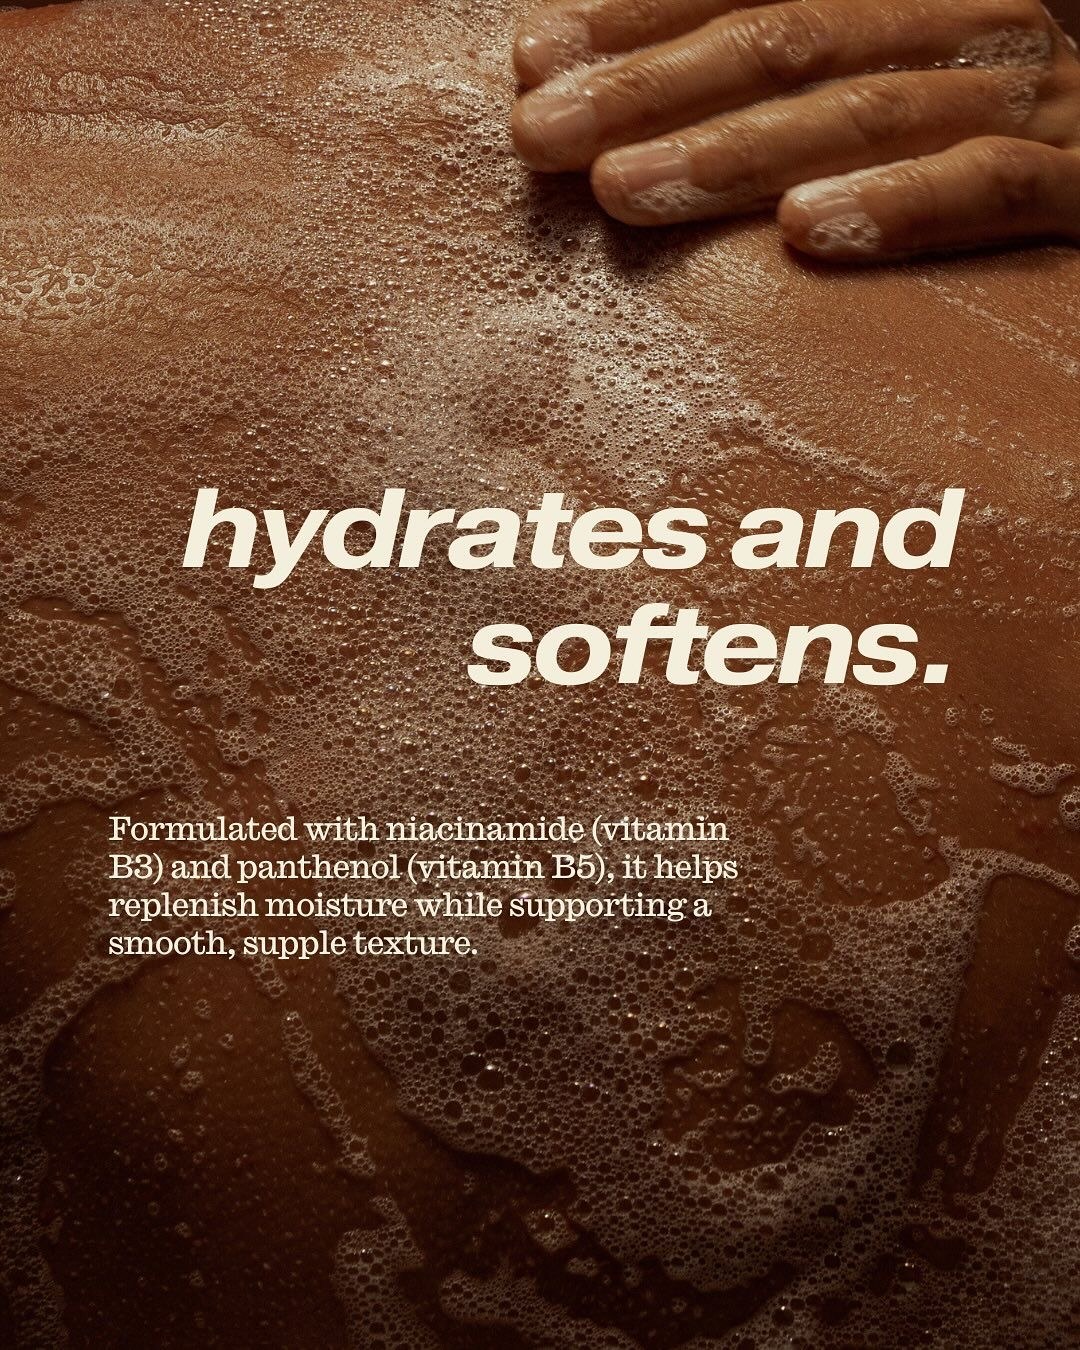 hydrates and
softens.
Formulated with niacinamide (vitamin
B3) and panthenol (vitamin B5), it helps
replenish moisture while supporting a
smooth, supple texture.